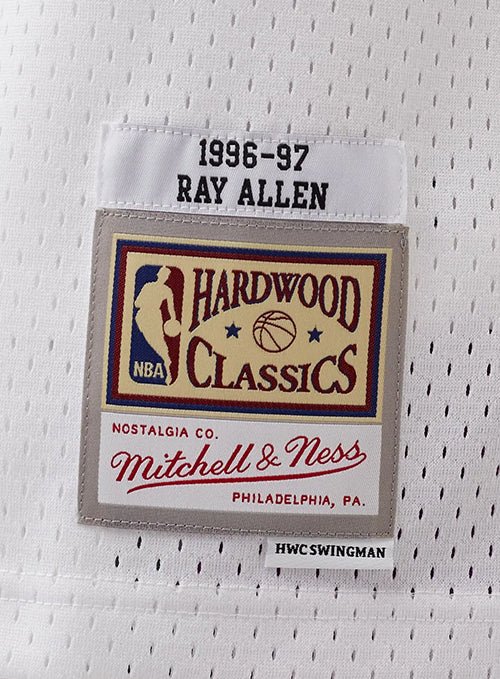 1996-97
RAY ALLEN
HARDWOOD
CLASSICS
NBA
NOSTALGIA CO.
Mitchell & Ness
PHILADELPHIA, PA.
HWC SWINGMAN